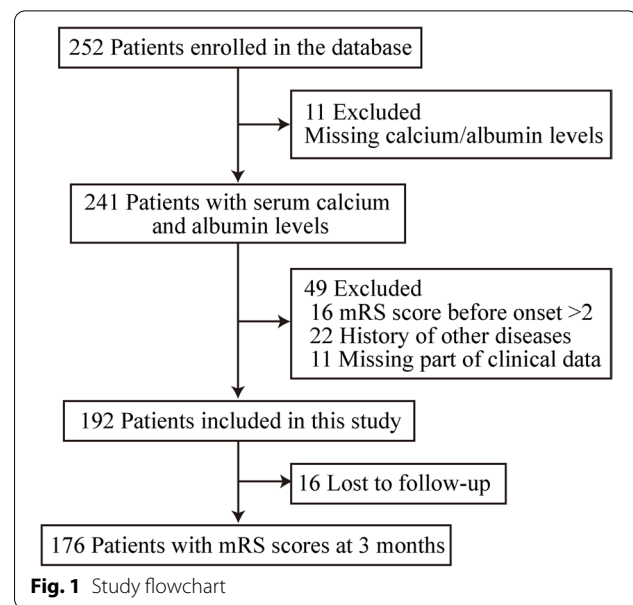 252 Patients enrolled in the database
11 Excluded
Missing calcium/albumin levels
241 Patients with serum calcium
and albumin levels
49 Excluded
16 mRS score before onset >2
22 History of other diseases
11 Missing part of clinical data
192 Patients included in this study
16 Lost to follow-up
176 Patients with mRS scores at 3 months
Fig. 1 Study flowchart